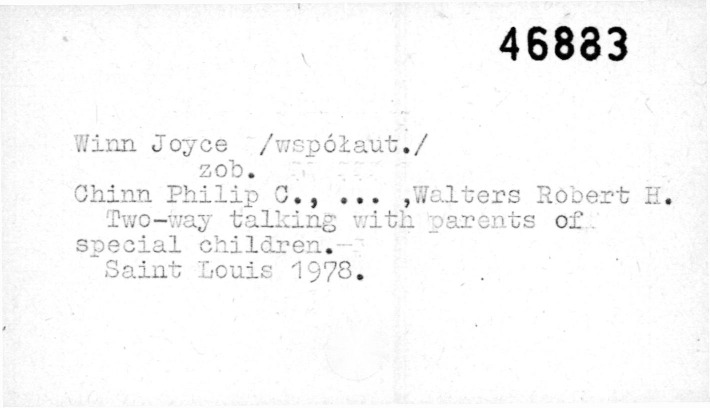 46883
Winn Joyce /współaut./
zob.
Chinn Philip C., ... ,Walters Robert H.
Two-way talking with parents of
special children.-
Saint Louis 1978.